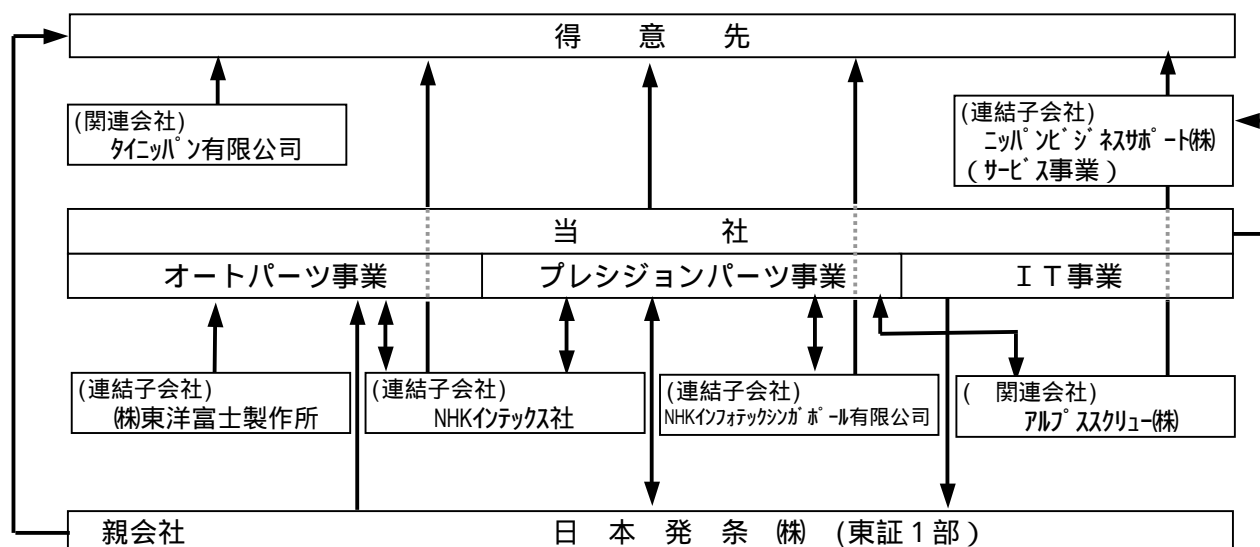 得　意　先
(関連会社)
ﾀｲﾆｯﾊﾟﾝ有限公司
(連結子会社)
ﾆｯﾊﾟﾝﾋﾞｼﾞﾈｽｻﾎﾟｰﾄ㈱
(ｻｰﾋﾞｽ事業)
当　社
オートパーツ事業
プレシジョンパーツ事業
ＩＴ事業
(連結子会社)
㈱東洋富士製作所
(連結子会社)
NHKｲﾝﾃｯｸｽ社
(連結子会社)
NHKｲﾝﾌｫﾃｯｸｼﾝｶﾞﾎﾟｰﾙ有限公司
(　関連会社)
ｱﾙﾌﾟｽｽｸﾘｭｰ㈱
親会社　日　本　発　条　㈱　(東証１部)